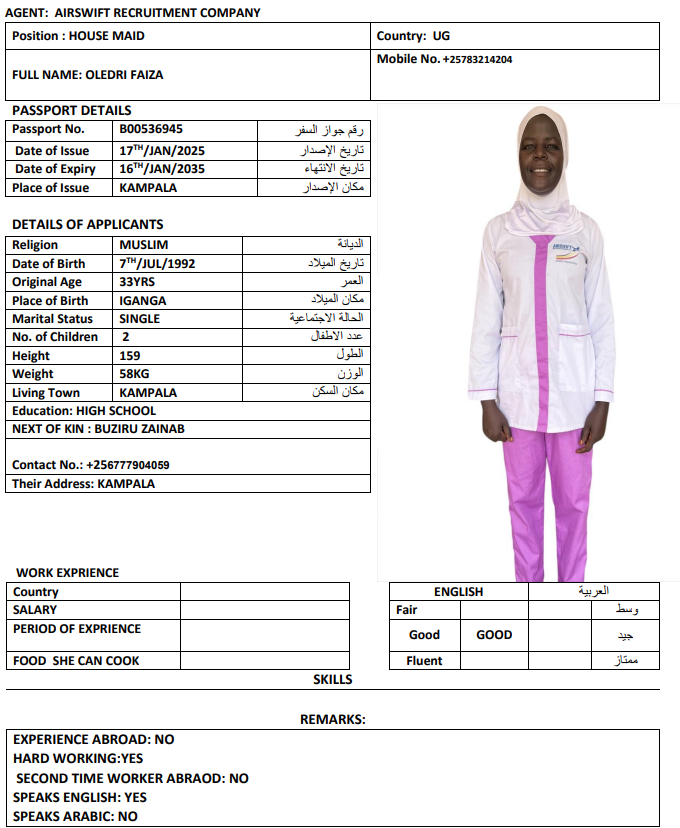 AGENT: AIRSWIFT RECRUITMENT COMPANY
Position : HOUSE MAID Country: UG
FULL NAME: OLEDRI FAIZA Mobile No. +25783214204
PASSPORT DETAILS
Passport No. B00536945 رقم جواز السفر
Date of Issue 17TH/JAN/2025 تاريخ الإصدار
Date of Expiry 16TH/JAN/2035 تاريخ الانتهاء
Place of Issue KAMPALA مكان الإصدار
DETAILS OF APPLICANTS
Religion MUSLIM الديانة
Date of Birth 7TH/JUL/1992 تاريخ الميلاد
Original Age 33YRS العمر
Place of Birth IGANGA مكان الميلاد
Marital Status SINGLE الحالة الاجتماعية
No. of Children 2 عدد الاطفال
Height 159 الطول
Weight 58KG الوزن
Living Town KAMPALA مكان السكن
Education: HIGH SCHOOL
NEXT OF KIN : BUZIRU ZAINAB
Contact No.: +256777904059
Their Address: KAMPALA
WORK EXPRIENCE
Country
SALARY
PERIOD OF EXPRIENCE
FOOD SHE CAN COOK
ENGLISH العربية
Fair وسط
Good GOOD جيد
Fluent ممتاز
SKILLS
REMARKS:
EXPERIENCE ABROAD: NO
HARD WORKING:YES
SECOND TIME WORKER ABRAOD: NO
SPEAKS ENGLISH: YES
SPEAKS ARABIC: NO